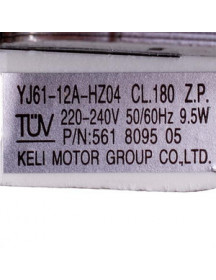 YJ61-12A-HZ04 CL.180 Z.P.
TÜV 220-240V 50/60Hz 9.5W
P/N:561 8095 05
KELI MOTOR GROUP CO.,LTD.